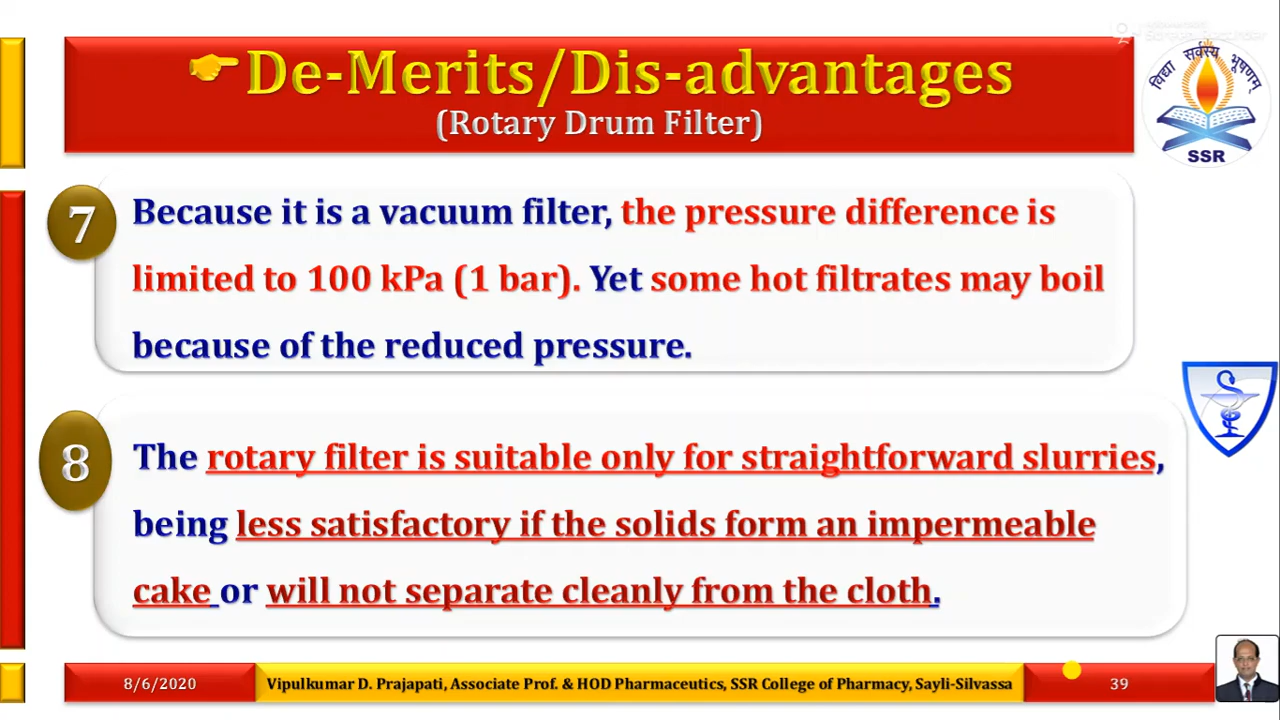 De-Merits/Dis-advantages
(Rotary Drum Filter)
विद्या सर्वस्य भूषणम्
SSR
7
Because it is a vacuum filter, the pressure difference is
limited to 100 kPa (1 bar). Yet some hot filtrates may boil
because of the reduced pressure.
8
The rotary filter is suitable only for straightforward slurries,
being less satisfactory if the solids form an impermeable
cake or will not separate cleanly from the cloth.
8/6/2020
Vipulkumar D. Prajapati, Associate Prof. & HOD Pharmaceutics, SSR College of Pharmacy, Sayli-Silvassa
39